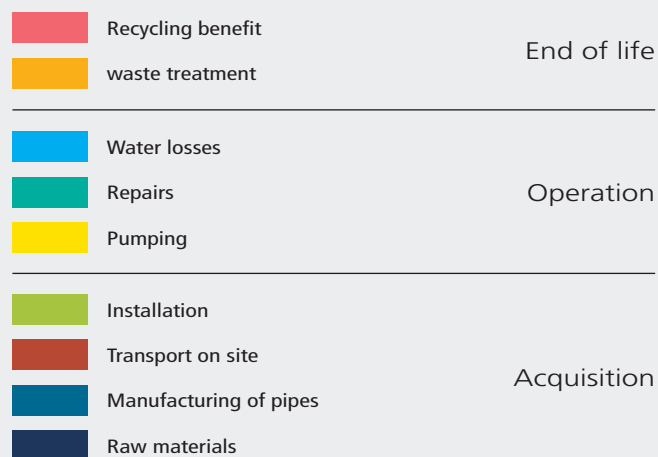 Recycling benefit
waste treatment
End of life
Water losses
Repairs
Pumping
Operation
Installation
Transport on site
Manufacturing of pipes
Raw materials
Acquisition